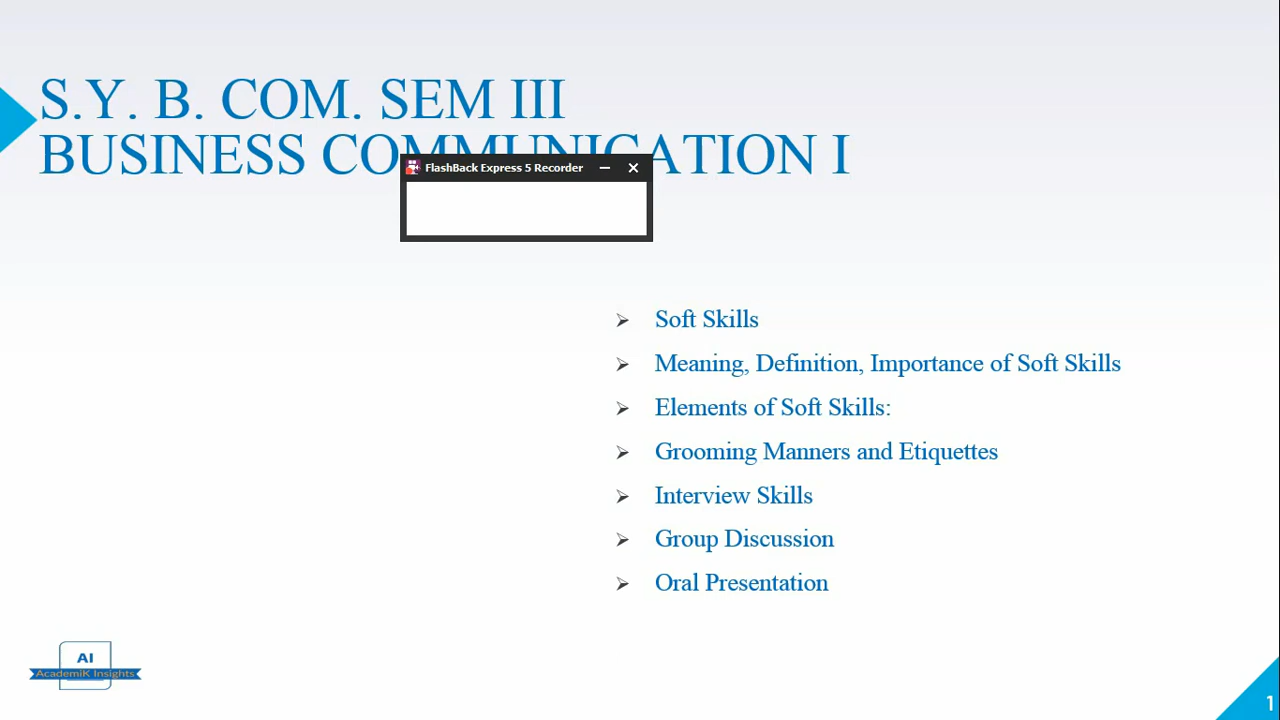 S.Y. B. COM. SEM III
BUSINESS COMMUNICATION I
FlashBack Express 5 Recorder
Soft Skills
Meaning, Definition, Importance of Soft Skills
Elements of Soft Skills:
Grooming Manners and Etiquettes
Interview Skills
Group Discussion
Oral Presentation
AI
AcademiK Insights
1